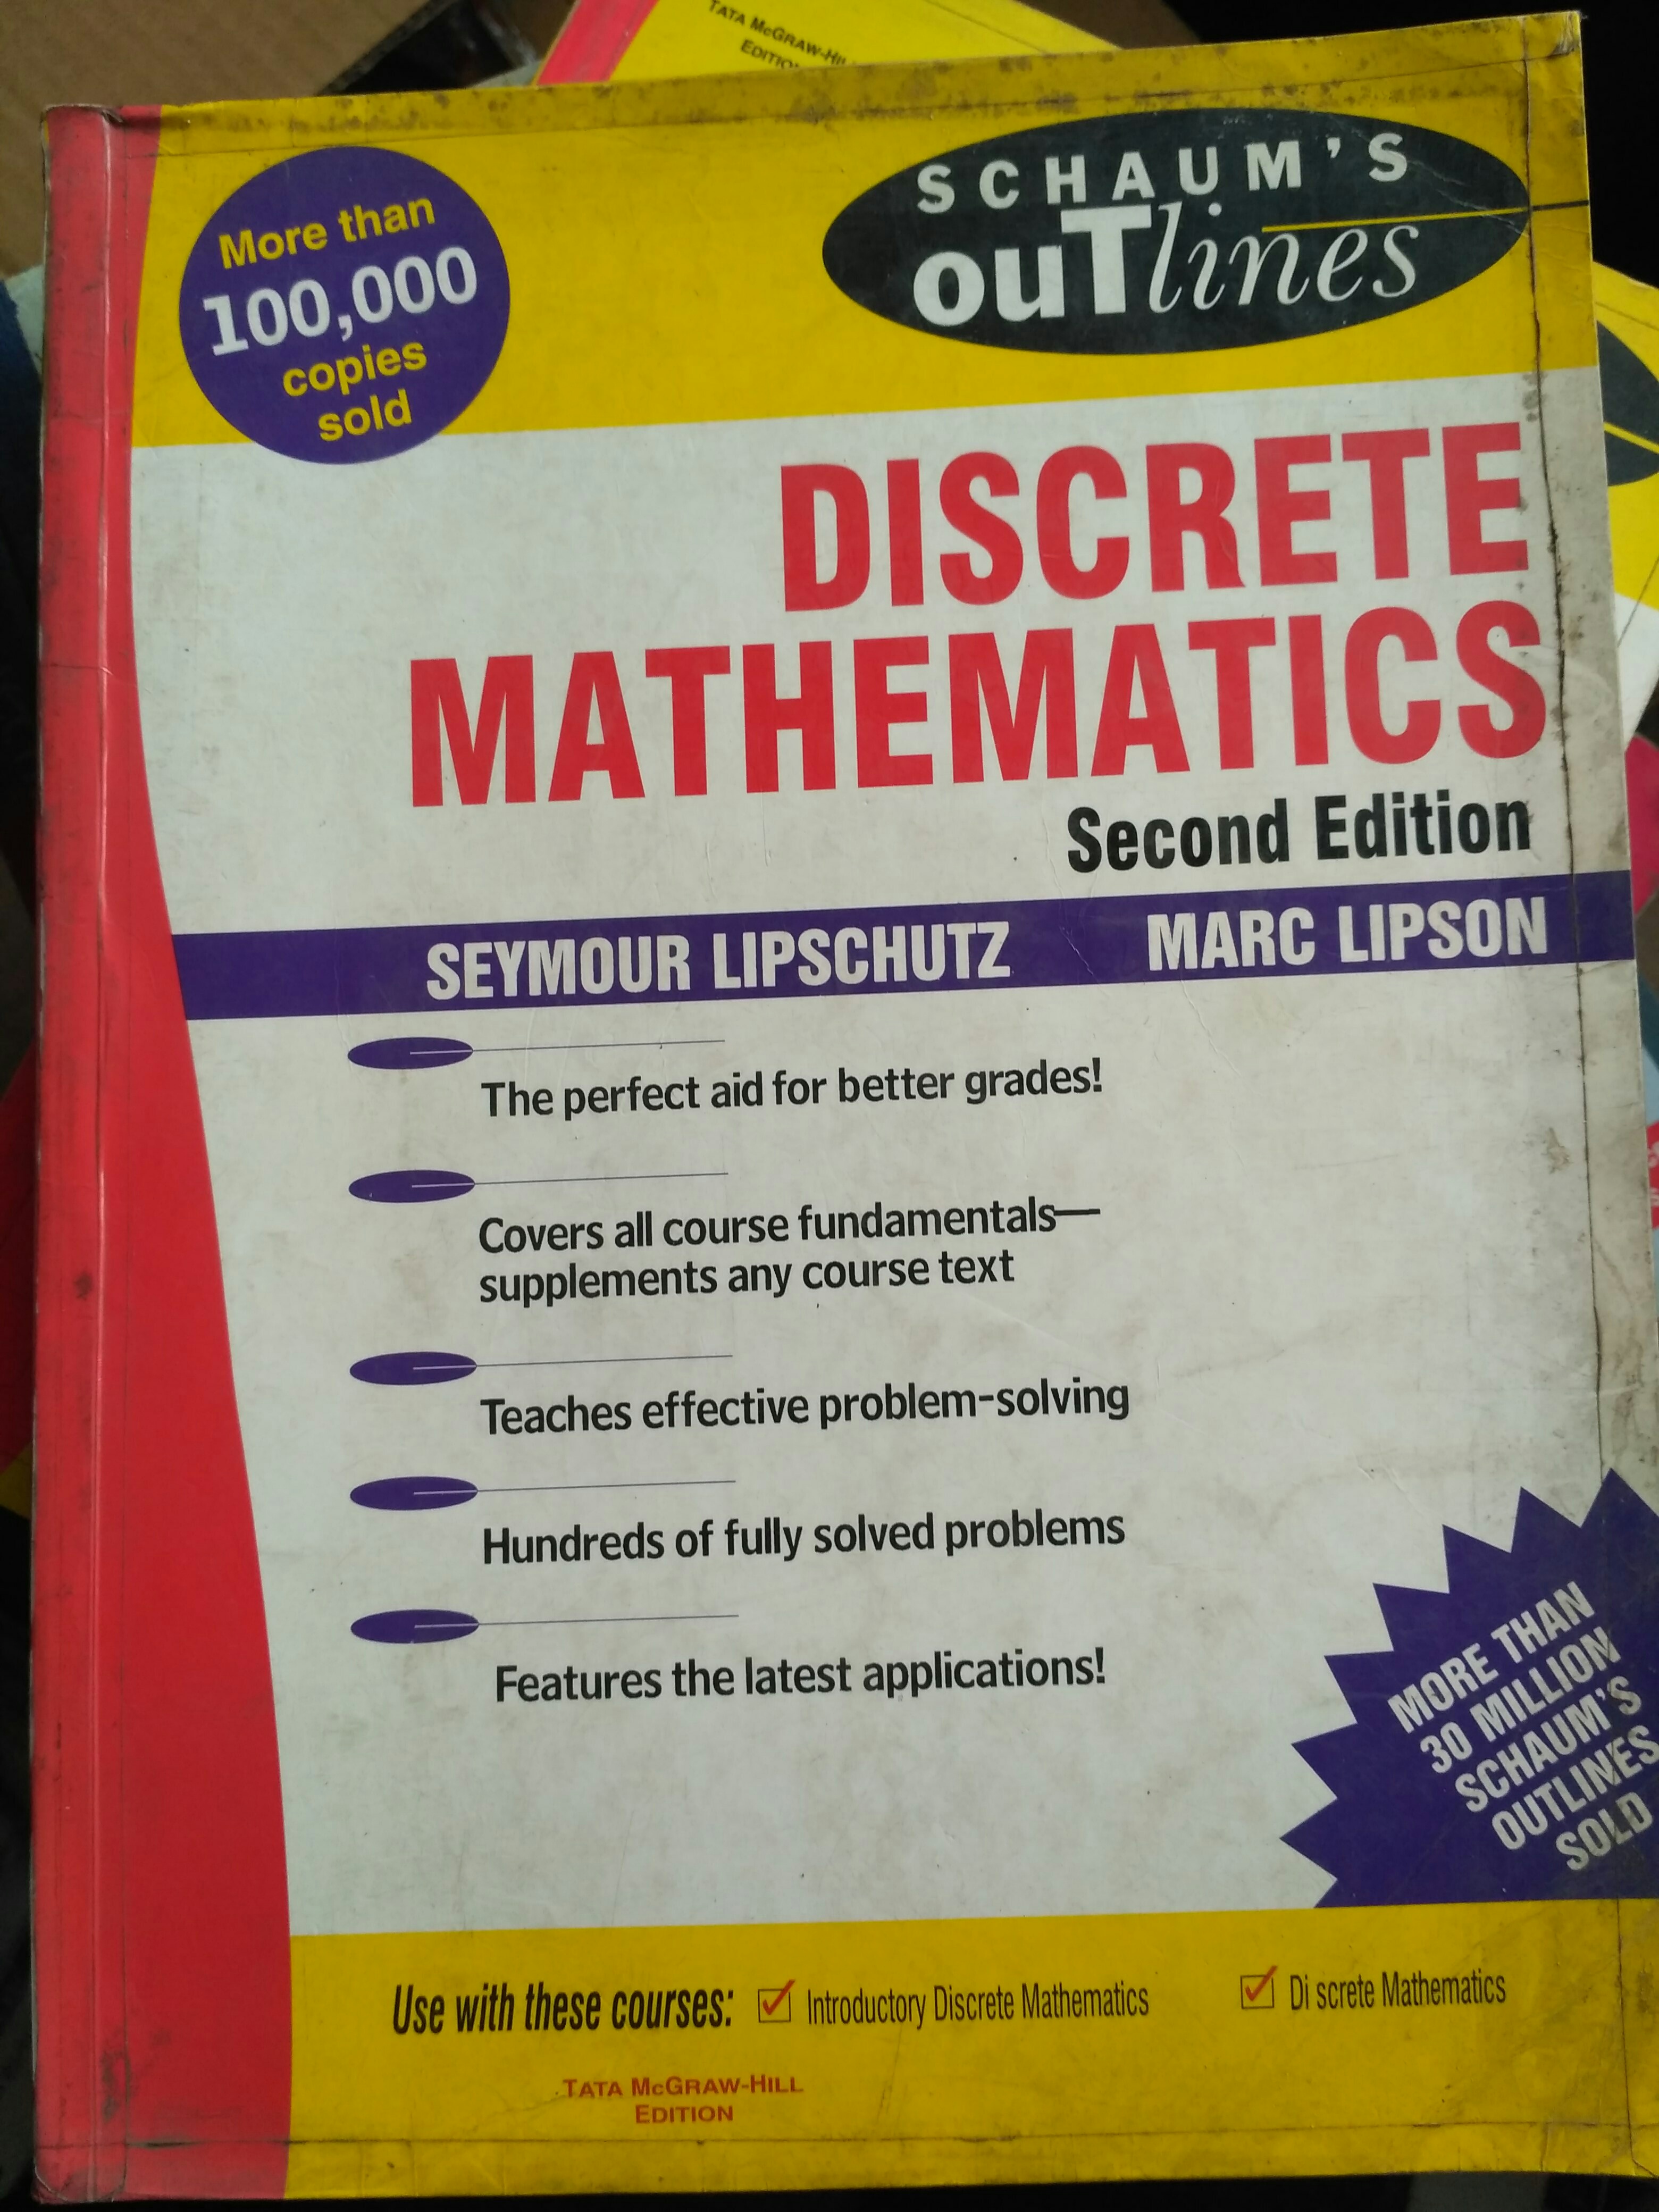 TATA McGRAW-HILL
EDITION
More than
100,000
copies
sold
SCHAUM'S
ouTlines
DISCRETE
MATHEMATICS
Second Edition
SEYMOUR LIPSCHUTZ MARC LIPSON
The perfect aid for better grades!
Covers all course fundamentals—
supplements any course text
Teaches effective problem-solving
Hundreds of fully solved problems
Features the latest applications!
MORE THAN
30 MILLION
SCHAUM'S
OUTLINES
SOLD
Use with these courses: Introductory Discrete Mathematics Di screte Mathematics
TATA McGRAW-HILL
EDITION